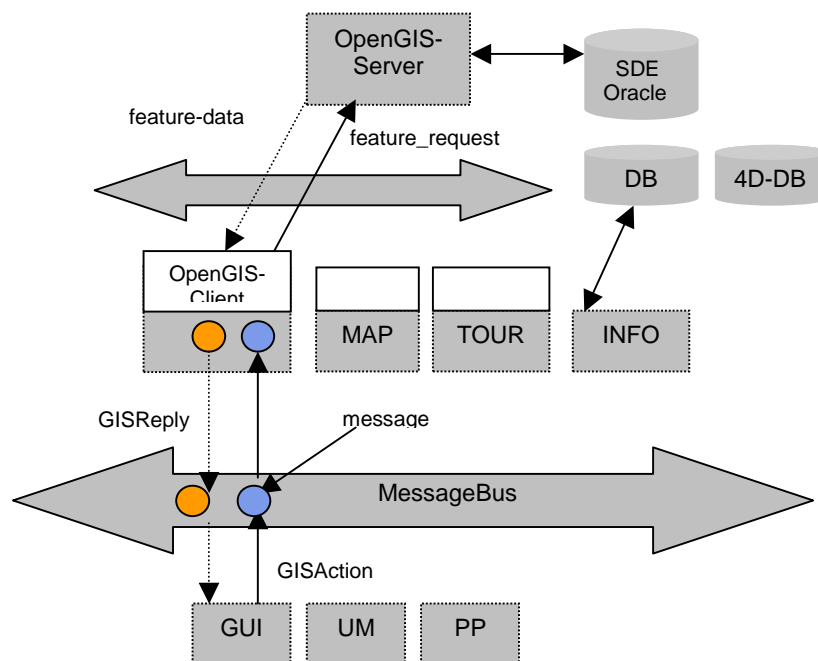 OpenGIS-
Server
SDE
Oracle
feature-data
feature_request
DB
4D-DB
OpenGIS-
Client
MAP
TOUR
INFO
GISReply
message
MessageBus
GISAction
GUI
UM
PP